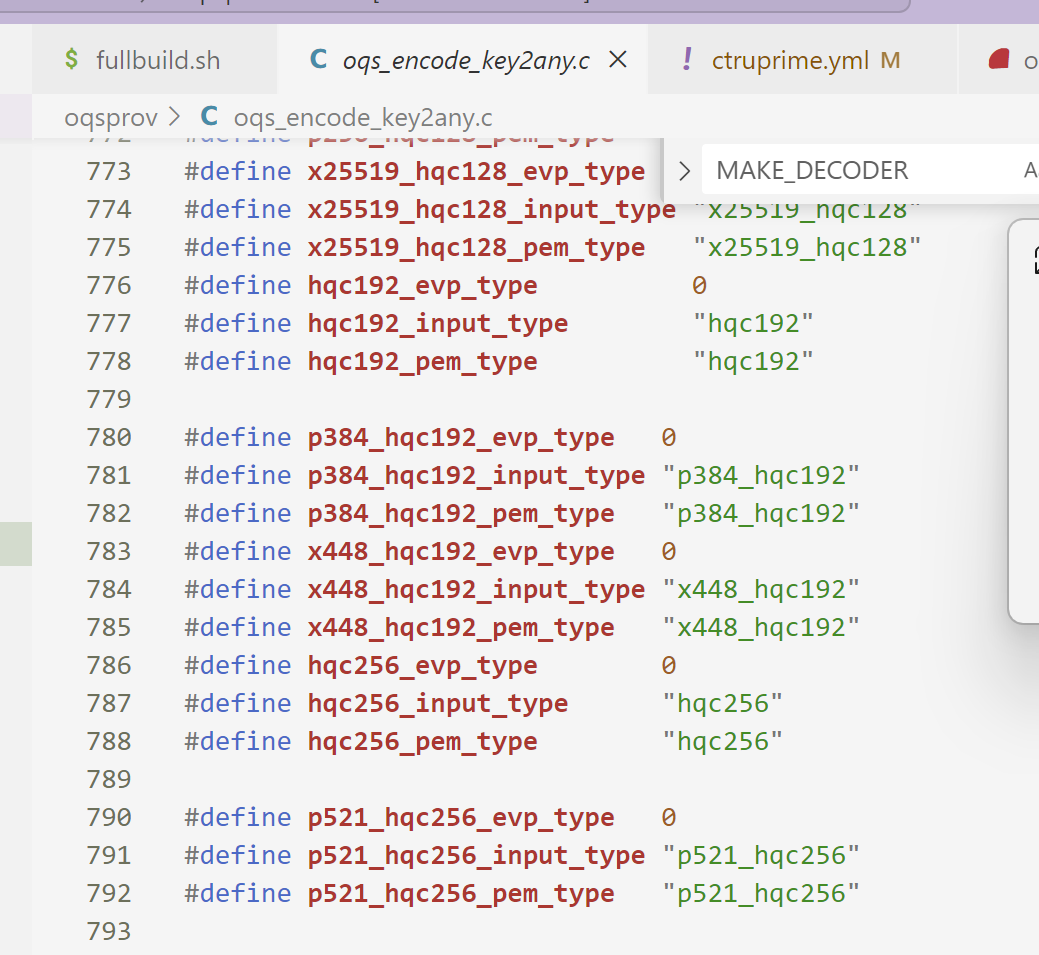 $ fullbuild.sh
C oqs_encode_key2any.c ×
! ctruprime.yml M
oqsprov > C oqs_encode_key2any.c
> MAKE_DECODER
773 #define x25519_hqc128_evp_type
774 #define x25519_hqc128_input_type "x25519_hqc128"
775 #define x25519_hqc128_pem_type "x25519_hqc128"
776 #define hqc192_evp_type 0
777 #define hqc192_input_type "hqc192"
778 #define hqc192_pem_type "hqc192"
779
780 #define p384_hqc192_evp_type 0
781 #define p384_hqc192_input_type "p384_hqc192"
782 #define p384_hqc192_pem_type "p384_hqc192"
783 #define x448_hqc192_evp_type 0
784 #define x448_hqc192_input_type "x448_hqc192"
785 #define x448_hqc192_pem_type "x448_hqc192"
786 #define hqc256_evp_type 0
787 #define hqc256_input_type "hqc256"
788 #define hqc256_pem_type "hqc256"
789
790 #define p521_hqc256_evp_type 0
791 #define p521_hqc256_input_type "p521_hqc256"
792 #define p521_hqc256_pem_type "p521_hqc256"
793